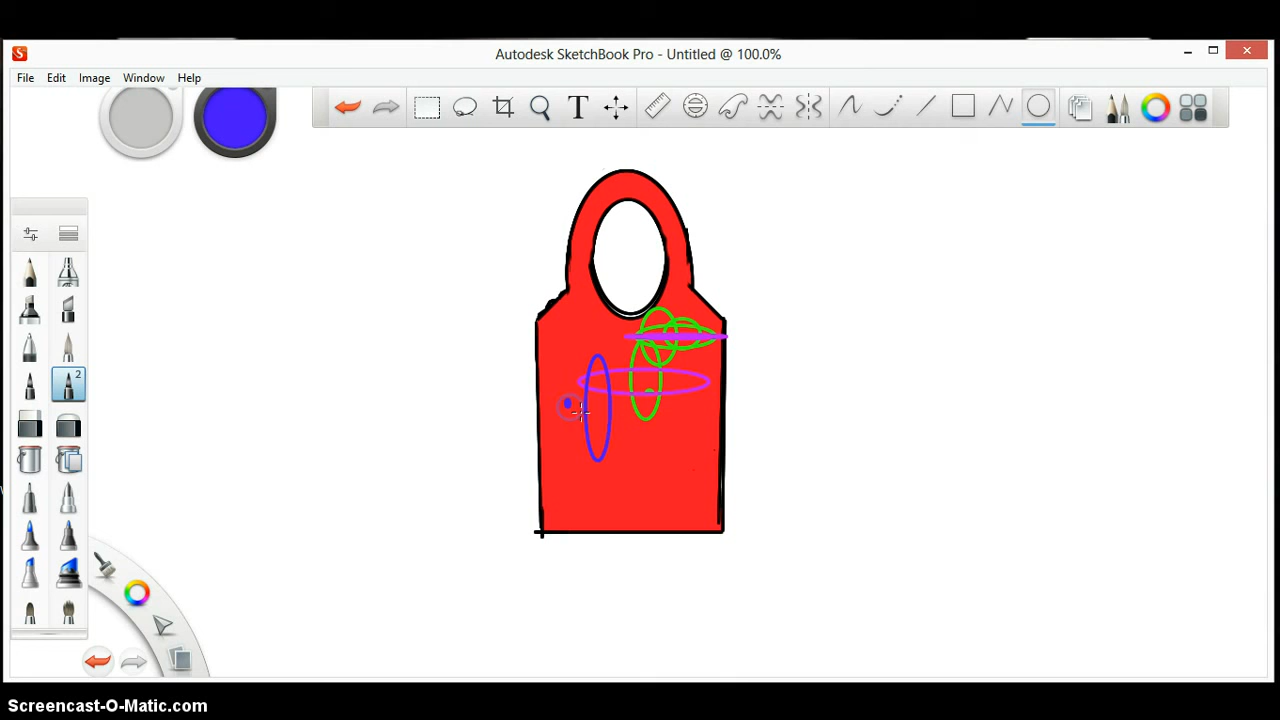 S
Autodesk SketchBook Pro - Untitled @ 100.0%
File Edit Image Window Help
T
2
Screencast-O-Matic.com